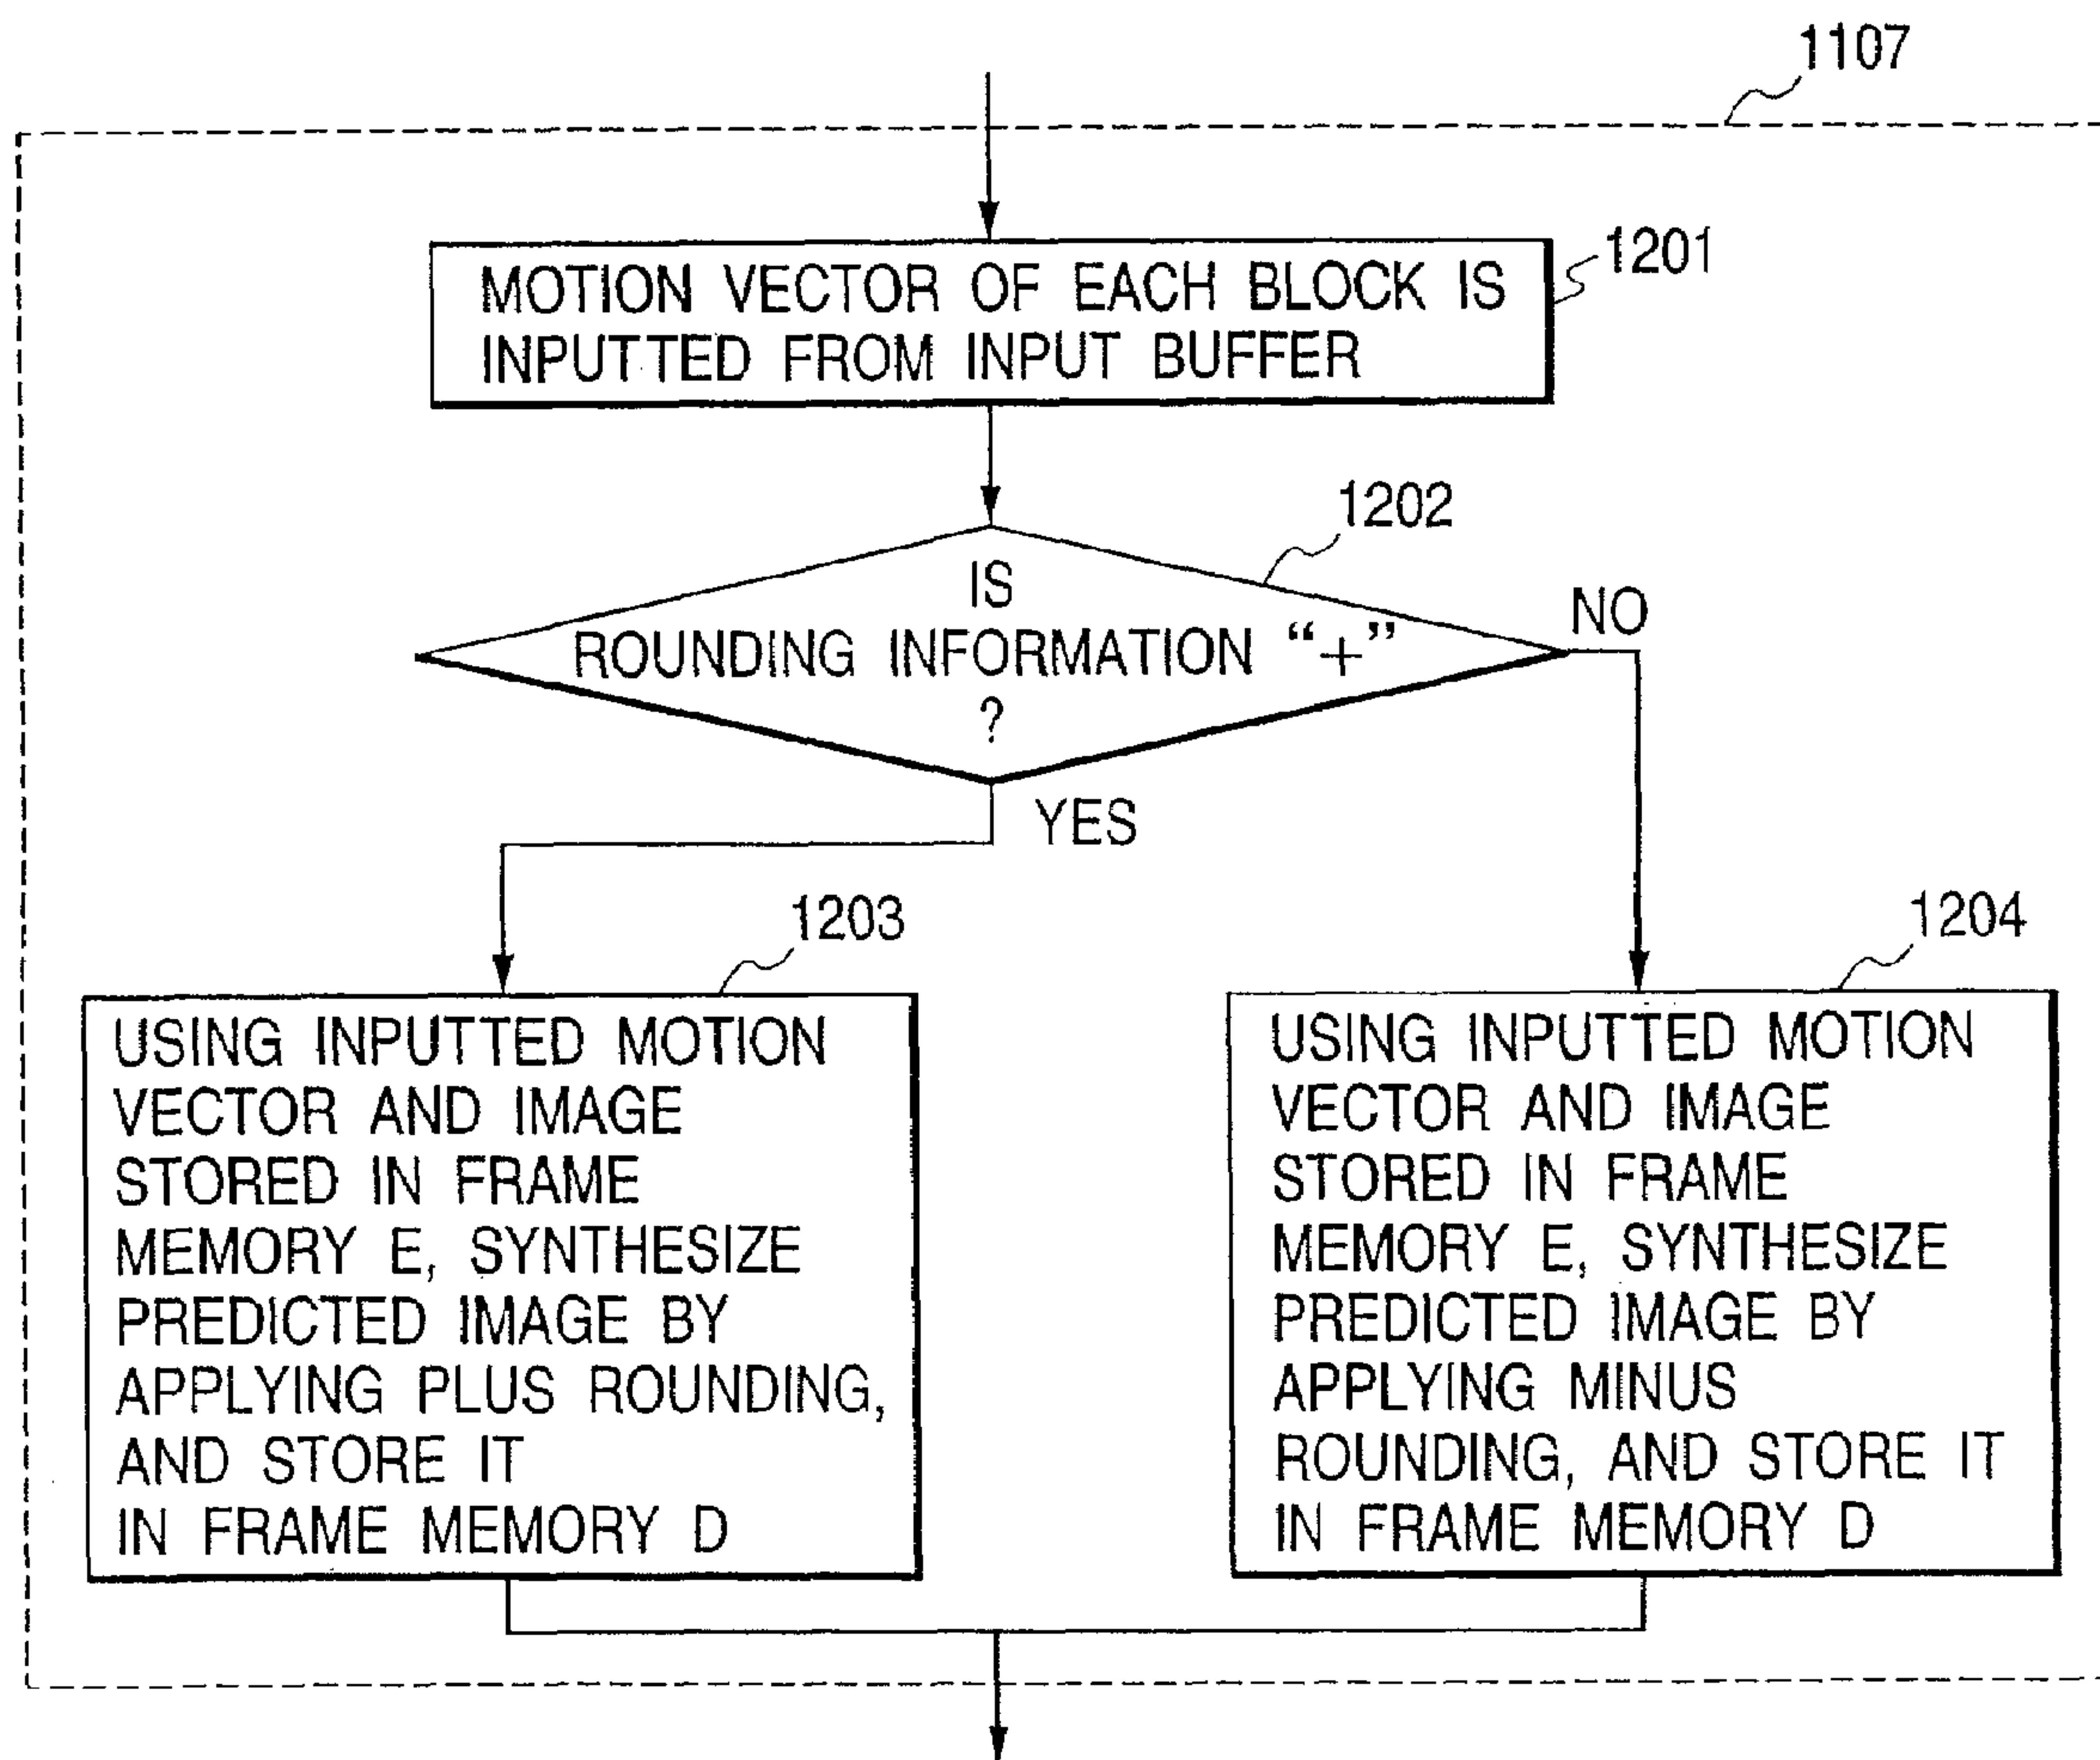 1107
MOTION VECTOR OF EACH BLOCK IS
INPUTTED FROM INPUT BUFFER
1201
1202
IS
ROUNDING INFORMATION “+”
?
NO
YES
1203
USING INPUTTED MOTION
VECTOR AND IMAGE
STORED IN FRAME
MEMORY E, SYNTHESIZE
PREDICTED IMAGE BY
APPLYING PLUS ROUNDING,
AND STORE IT
IN FRAME MEMORY D
1204
USING INPUTTED MOTION
VECTOR AND IMAGE
STORED IN FRAME
MEMORY E, SYNTHESIZE
PREDICTED IMAGE BY
APPLYING MINUS
ROUNDING, AND STORE IT
IN FRAME MEMORY D